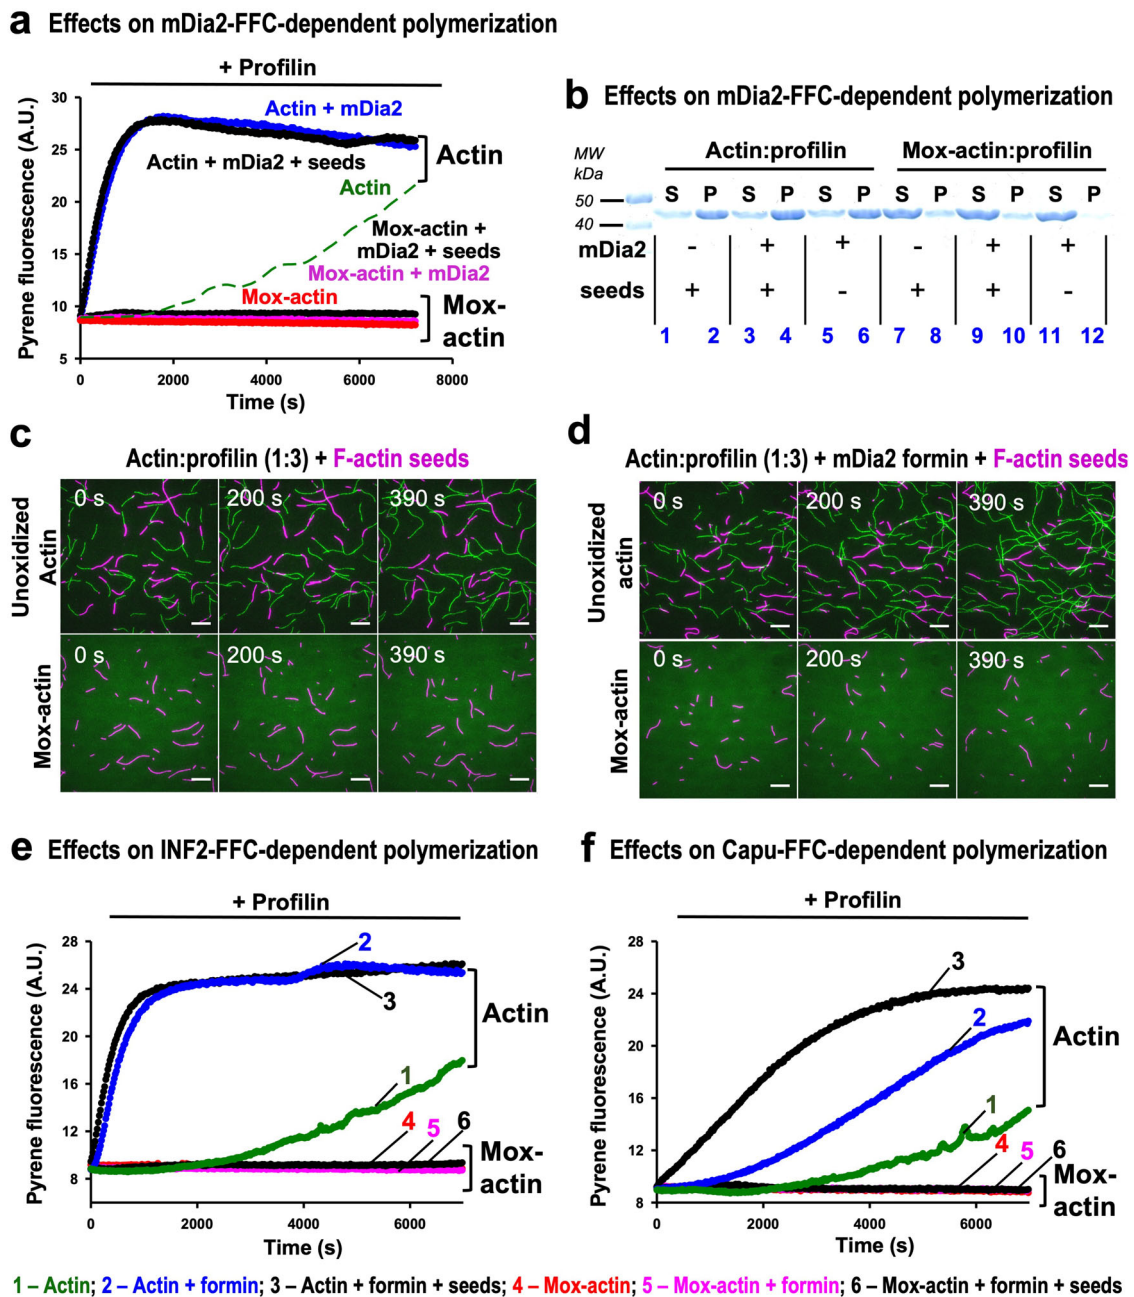 a Effects on mDia2-FFC-dependent polymerization
+ Profilin
Pyrene fluorescence (A.U.)
30
25
20
15
10
5
0
2000
4000
6000
8000
Time (s)
Actin + mDia2
Actin + mDia2 + seeds
Actin
Actin
Mox-actin +
mDia2 + seeds
Mox-actin + mDia2
Mox-actin
Mox-
actin
b Effects on mDia2-FFC-dependent polymerization
MW
kDa
50
40
Actin:profilin
Mox-actin:profilin
S P S P S P S P S P S P
mDia2 - + + - + +
seeds + + - + + -
1 2 3 4 5 6 7 8 9 10 11 12
c
Actin:profilin (1:3) + F-actin seeds
Unoxidized
Actin
0 s
200 s
390 s
Mox-actin
0 s
200 s
390 s
d
Actin:profilin (1:3) + mDia2 formin + F-actin seeds
Unoxidized
actin
0 s
200 s
390 s
Mox-actin
0 s
200 s
390 s
e Effects on INF2-FFC-dependent polymerization
+ Profilin
Pyrene fluorescence (A.U.)
28
24
20
16
12
8
0
2000
4000
6000
Time (s)
2
3
Actin
1
4
5
6
Mox-
actin
f Effects on Capu-FFC-dependent polymerization
+ Profilin
Pyrene fluorescence (A.U.)
28
24
20
16
12
8
0
2000
4000
6000
Time (s)
3
2
Actin
1
4
5
6
Mox-
actin
1 – Actin; 2 – Actin + formin; 3 – Actin + formin + seeds; 4 – Mox-actin; 5 – Mox-actin + formin; 6 – Mox-actin + formin + seeds